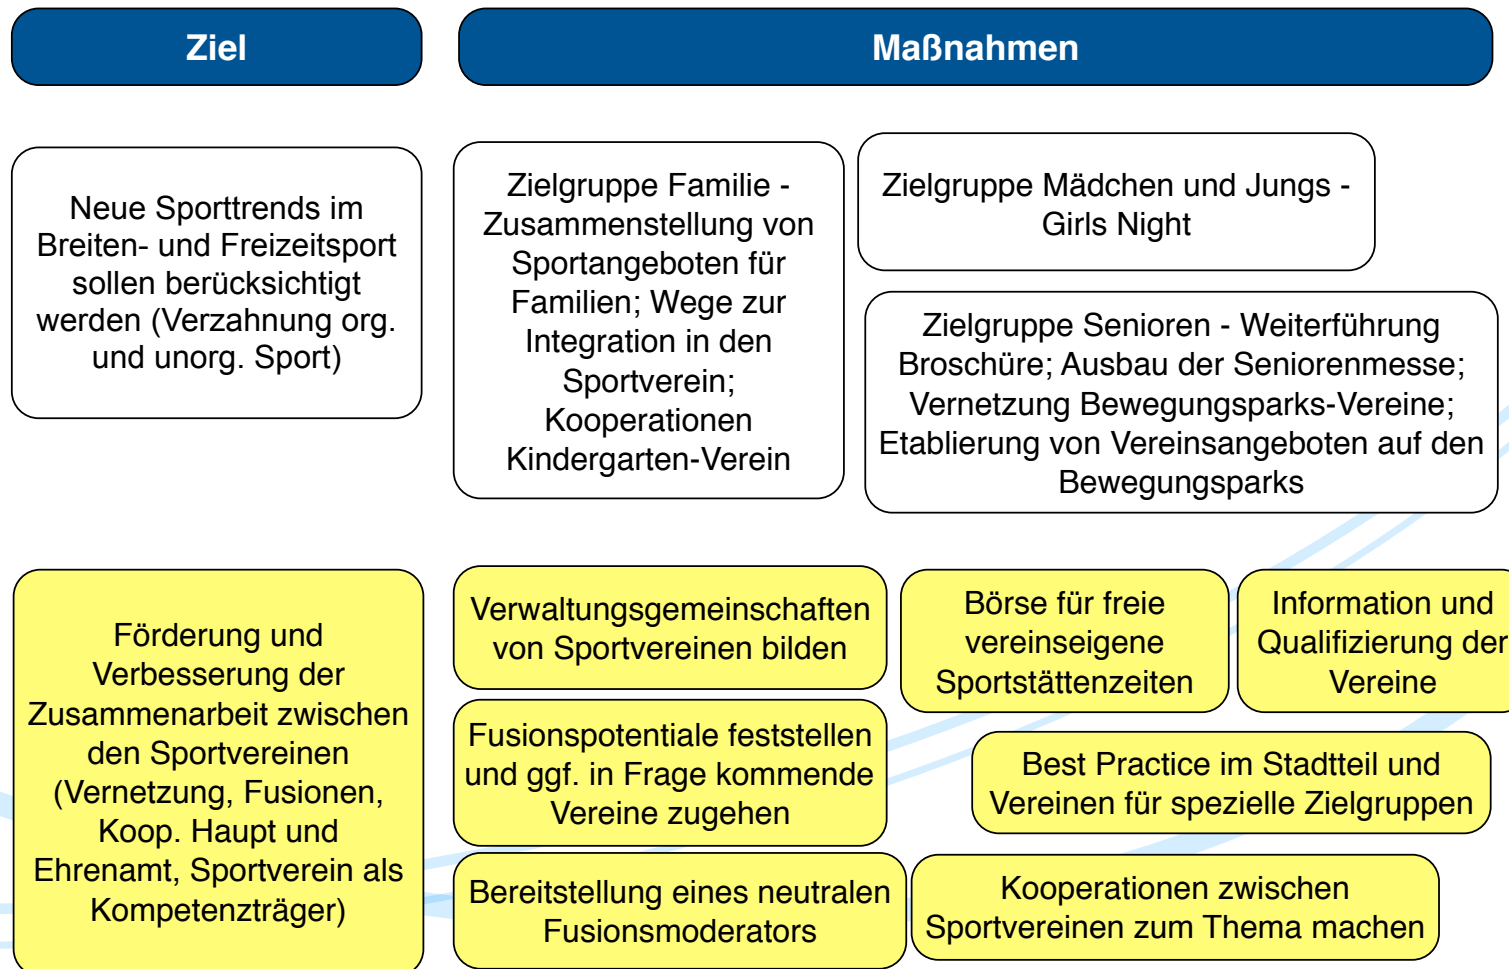 Ziel
Maßnahmen
Neue Sporttrends im
Breiten- und Freizeitsport
sollen berücksichtigt
werden (Verzahnung org.
und unorg. Sport)
Zielgruppe Familie -
Zusammenstellung von
Sportangeboten für
Familien; Wege zur
Integration in den
Sportverein;
Kooperationen
Kindergarten-Verein
Zielgruppe Mädchen und Jungs -
Girls Night
Zielgruppe Senioren - Weiterführung
Broschüre; Ausbau der Seniorenmesse;
Vernetzung Bewegungsparks-Vereine;
Etablierung von Vereinsangeboten auf den
Bewegungsparks
Förderung und
Verbesserung der
Zusammenarbeit zwischen
den Sportvereinen
(Vernetzung, Fusionen,
Koop. Haupt und
Ehrenamt, Sportverein als
Kompetenzträger)
Verwaltungsgemeinschaften
von Sportvereinen bilden
Börse für freie
vereinseigene
Sportstättenzeiten
Information und
Qualifizierung der
Vereine
Fusionspotentiale feststellen
und ggf. in Frage kommende
Vereine zugehen
Best Practice im Stadtteil und
Vereinen für spezielle Zielgruppen
Bereitstellung eines neutralen
Fusionsmoderators
Kooperationen zwischen
Sportvereinen zum Thema machen